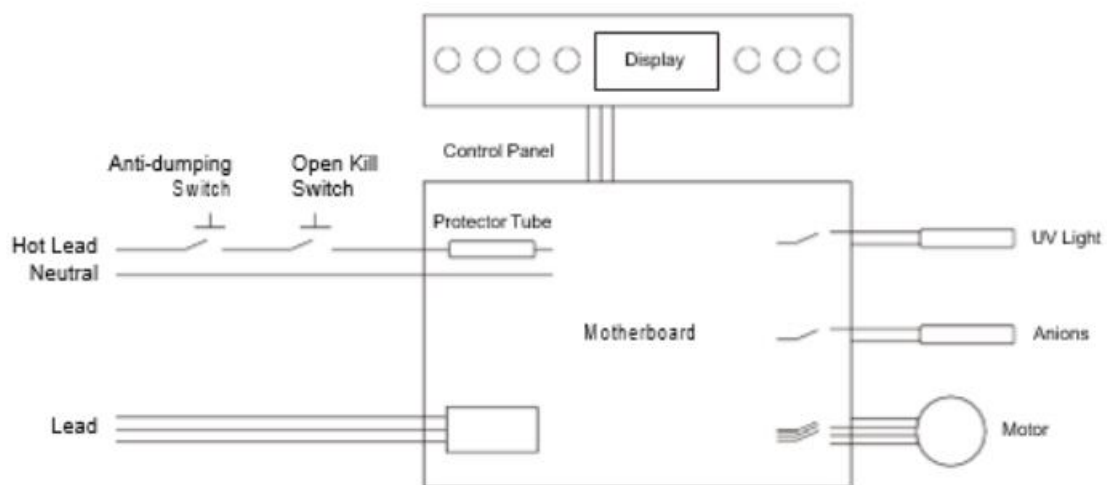 Display
Control Panel
Anti-dumping
Switch
Open Kill
Switch
Protector Tube
Hot Lead
Neutral
UV Light
Motherboard
Anions
Lead
Motor